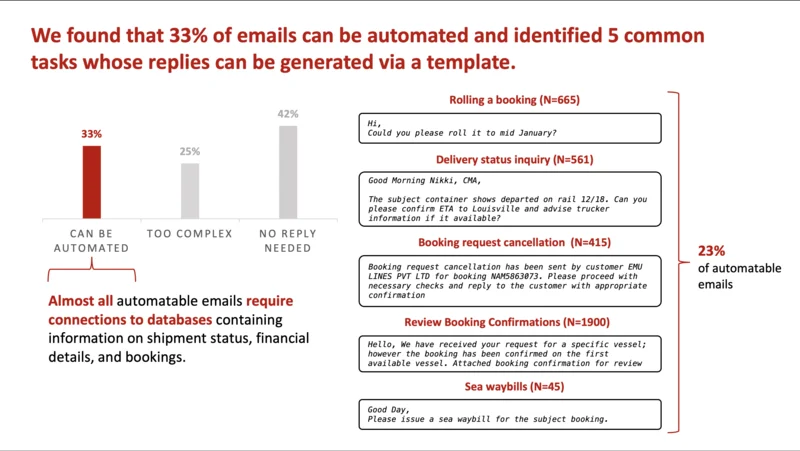 We found that 33% of emails can be automated and identified 5 common
tasks whose replies can be generated via a template.
42%
33%
25%
CAN BE
AUTOMATED
TOO COMPLEX
NO REPLY
NEEDED
Almost all automatable emails require
connections to databases containing
information on shipment status, financial
details, and bookings.
Rolling a booking (N=665)
Hi,
Could you please roll it to mid January?
Delivery status inquiry (N=561)
Good Morning Nikki, CMA,
The subject container shows departed on rail 12/18. Can you
please confirm ETA to Louisville and advise trucker
information if it available?
Booking request cancellation (N=415)
Booking request cancellation has been sent by customer EMU
LINES PVT LTD for booking NAM5863073. Please proceed with
necessary checks and reply to the customer with appropriate
confirmation
Review Booking Confirmations (N=1900)
Hello, We have received your request for a specific vessel;
however the booking has been confirmed on the first
available vessel. Attached booking confirmation for review
Sea waybills (N=45)
Good Day,
Please issue a sea waybill for the subject booking.
23%
of automatable
emails